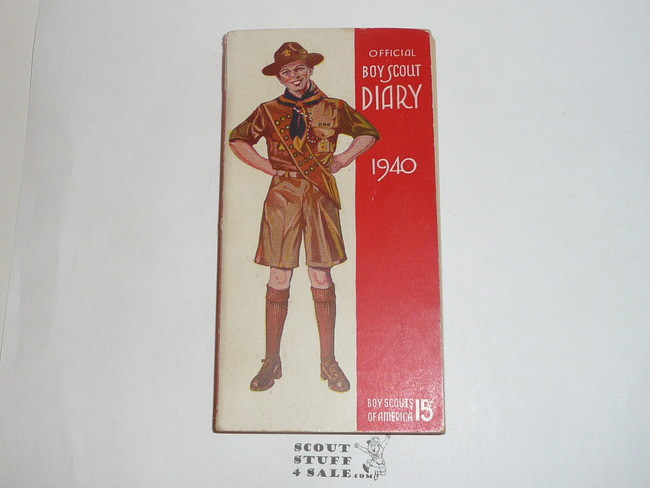 OFFICIAL
BOY SCOUT
DIARY
1940
BOY SCOUTS
OF AMERICA 15¢
SCOUT
STUFF
4 SALE.COM